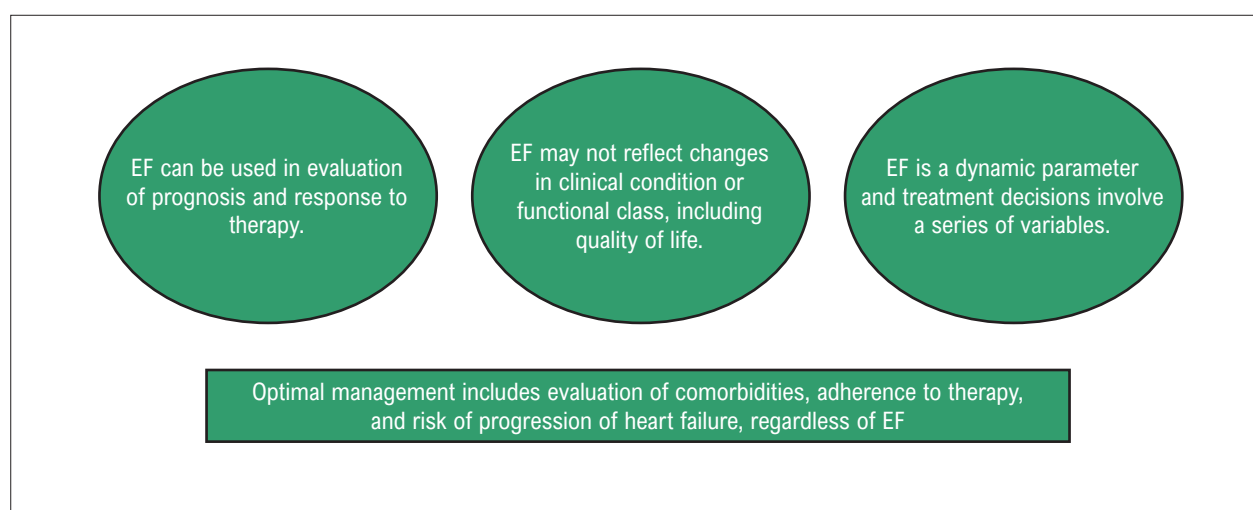 EF can be used in evaluation
of prognosis and response to
therapy.
EF may not reflect changes
in clinical condition or
functional class, including
quality of life.
EF is a dynamic parameter
and treatment decisions involve
a series of variables.
Optimal management includes evaluation of comorbidities, adherence to therapy,
and risk of progression of heart failure, regardless of EF